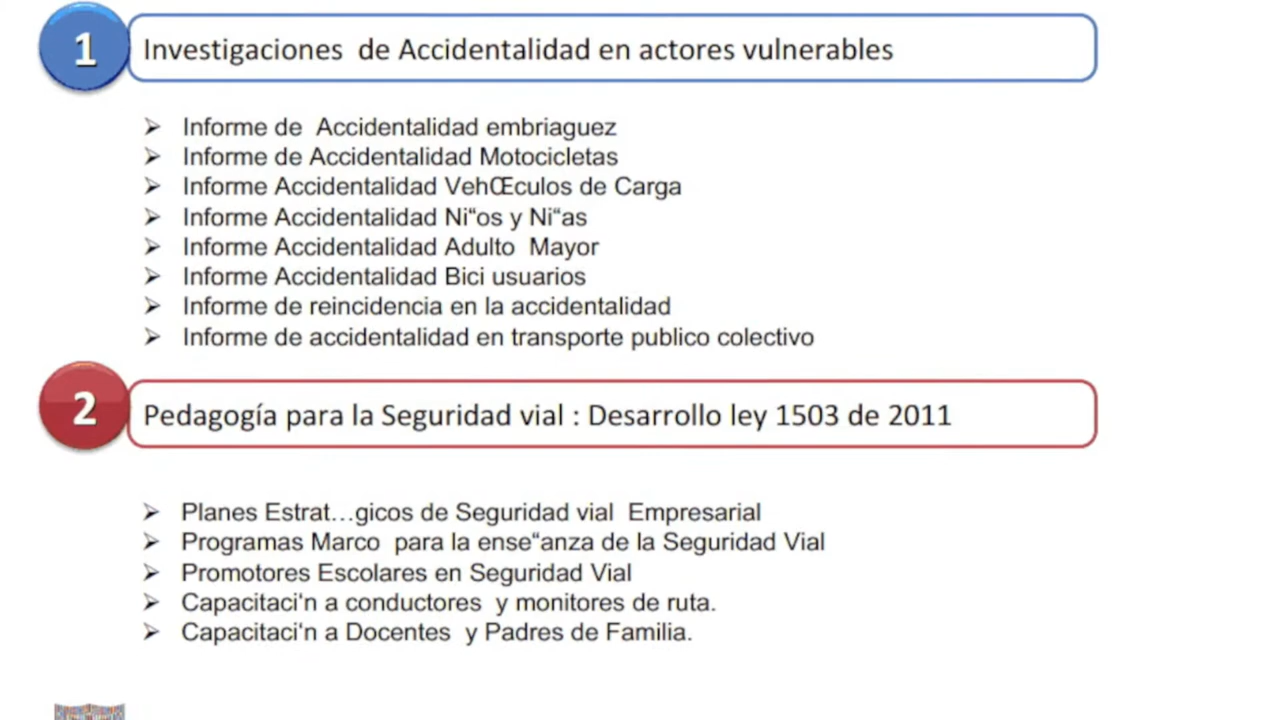 1
Investigaciones de Accidentalidad en actores vulnerables
➢ Informe de Accidentalidad embriaguez
➢ Informe de Accidentalidad Motocicletas
➢ Informe Accidentalidad VehŒculos de Carga
➢ Informe Accidentalidad Ni“os y Ni“as
➢ Informe Accidentalidad Adulto Mayor
➢ Informe Accidentalidad Bici usuarios
➢ Informe de reincidencia en la accidentalidad
➢ Informe de accidentalidad en transporte publico colectivo
2
Pedagogía para la Seguridad vial : Desarrollo ley 1503 de 2011
➢ Planes Estrat…gicos de Seguridad vial Empresarial
➢ Programas Marco para la ense“anza de la Seguridad Vial
➢ Promotores Escolares en Seguridad Vial
➢ Capacitaci‘n a conductores y monitores de ruta.
➢ Capacitaci‘n a Docentes y Padres de Familia.